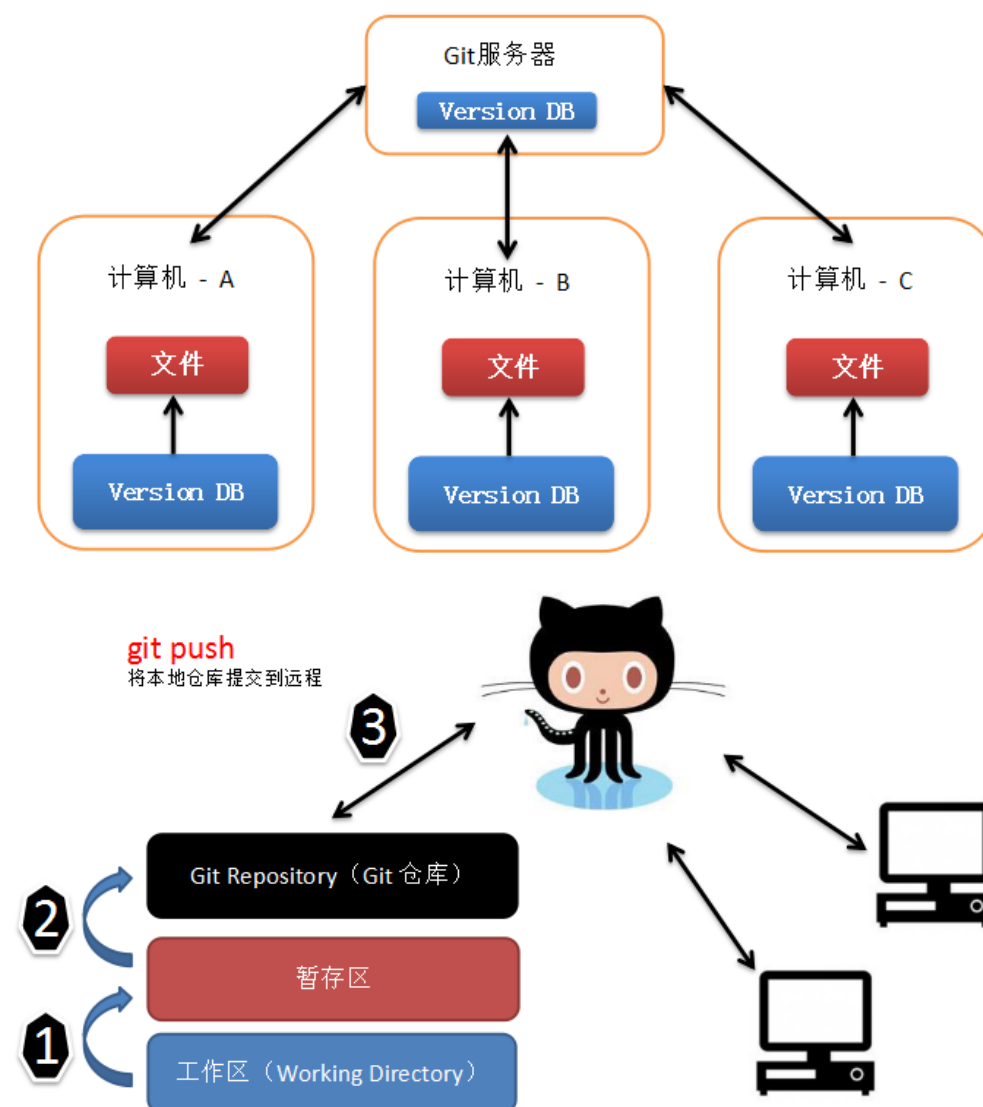 Git服务器
Version DB
计算机 - A
计算机 - B
计算机 - C
文件
文件
文件
Version DB
Version DB
Version DB
git push
将本地仓库提交到远程
3
Git Repository（Git 仓库）
2
暂存区
1
工作区（Working Directory）